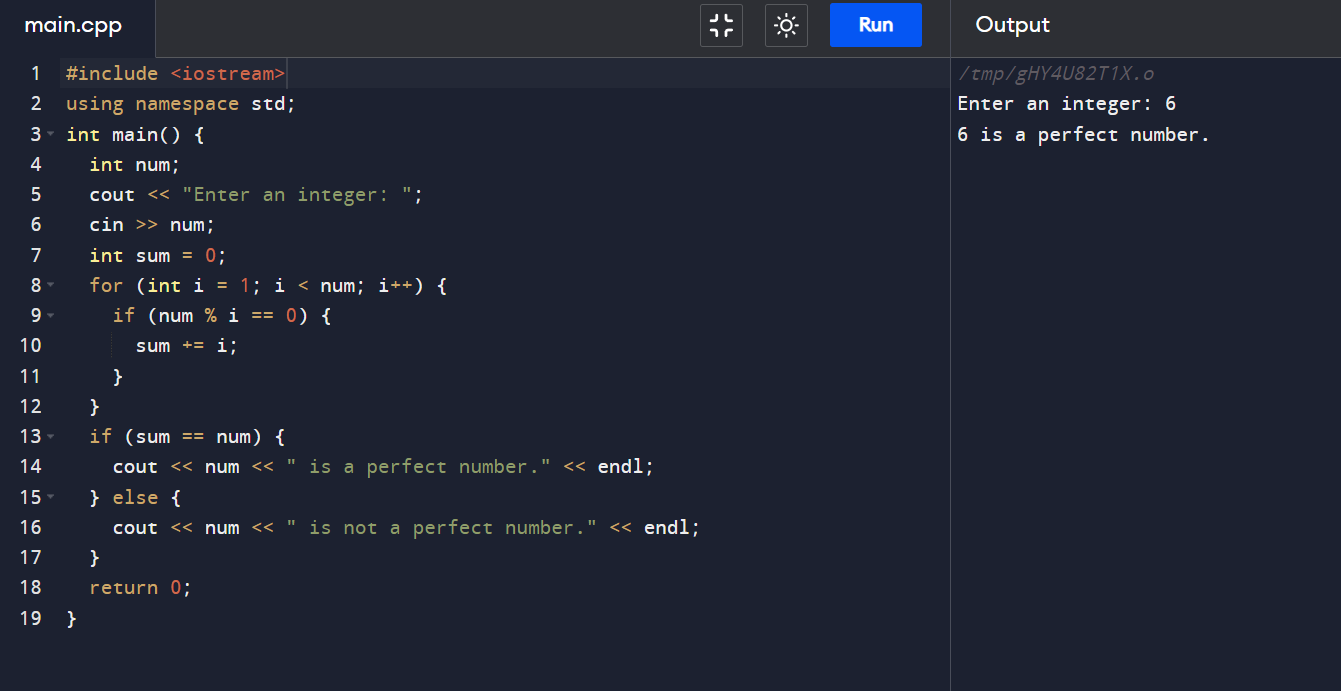 main.cpp
Run
Output
1 #include <iostream>
2 using namespace std;
3 int main() {
4   int num;
5   cout << "Enter an integer: ";
6   cin >> num;
7   int sum = 0;
8   for (int i = 1; i < num; i++) {
9     if (num % i == 0) {
10       sum += i;
11     }
12   }
13   if (sum == num) {
14     cout << num << " is a perfect number." << endl;
15   } else {
16     cout << num << " is not a perfect number." << endl;
17   }
18   return 0;
19 }
/tmp/gHY4U82T1X.o
Enter an integer: 6
6 is a perfect number.